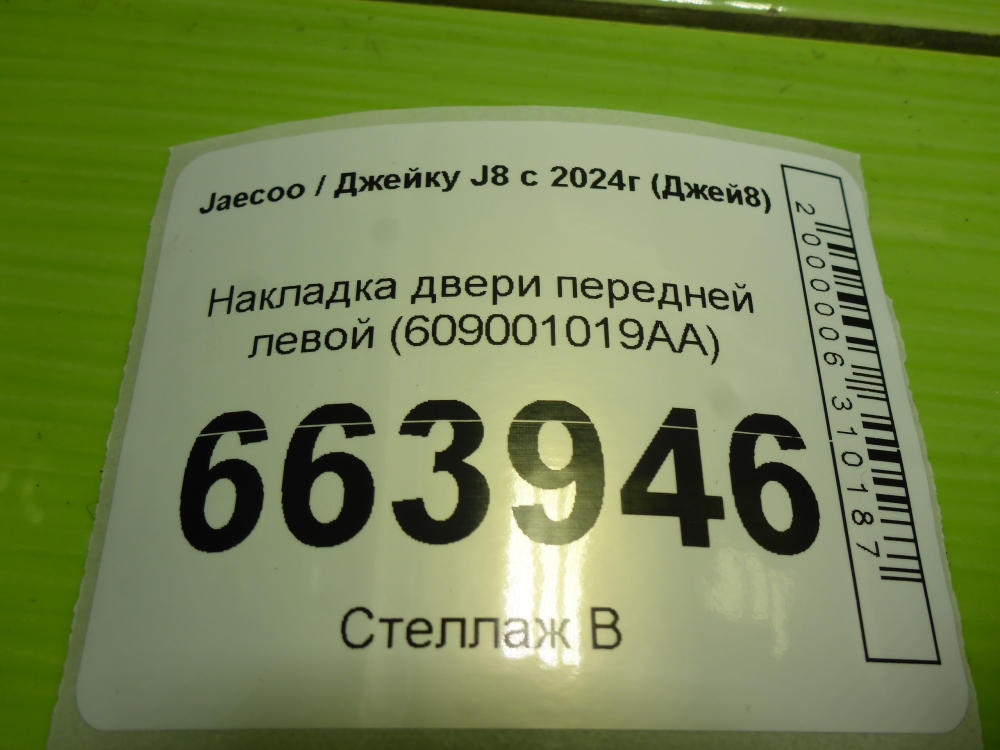 Jaecoo / Джейку J8 с 2024г (Джей8)
Накладка двери передней
левой (609001019AA)
663946
Стеллаж В
2000006310187